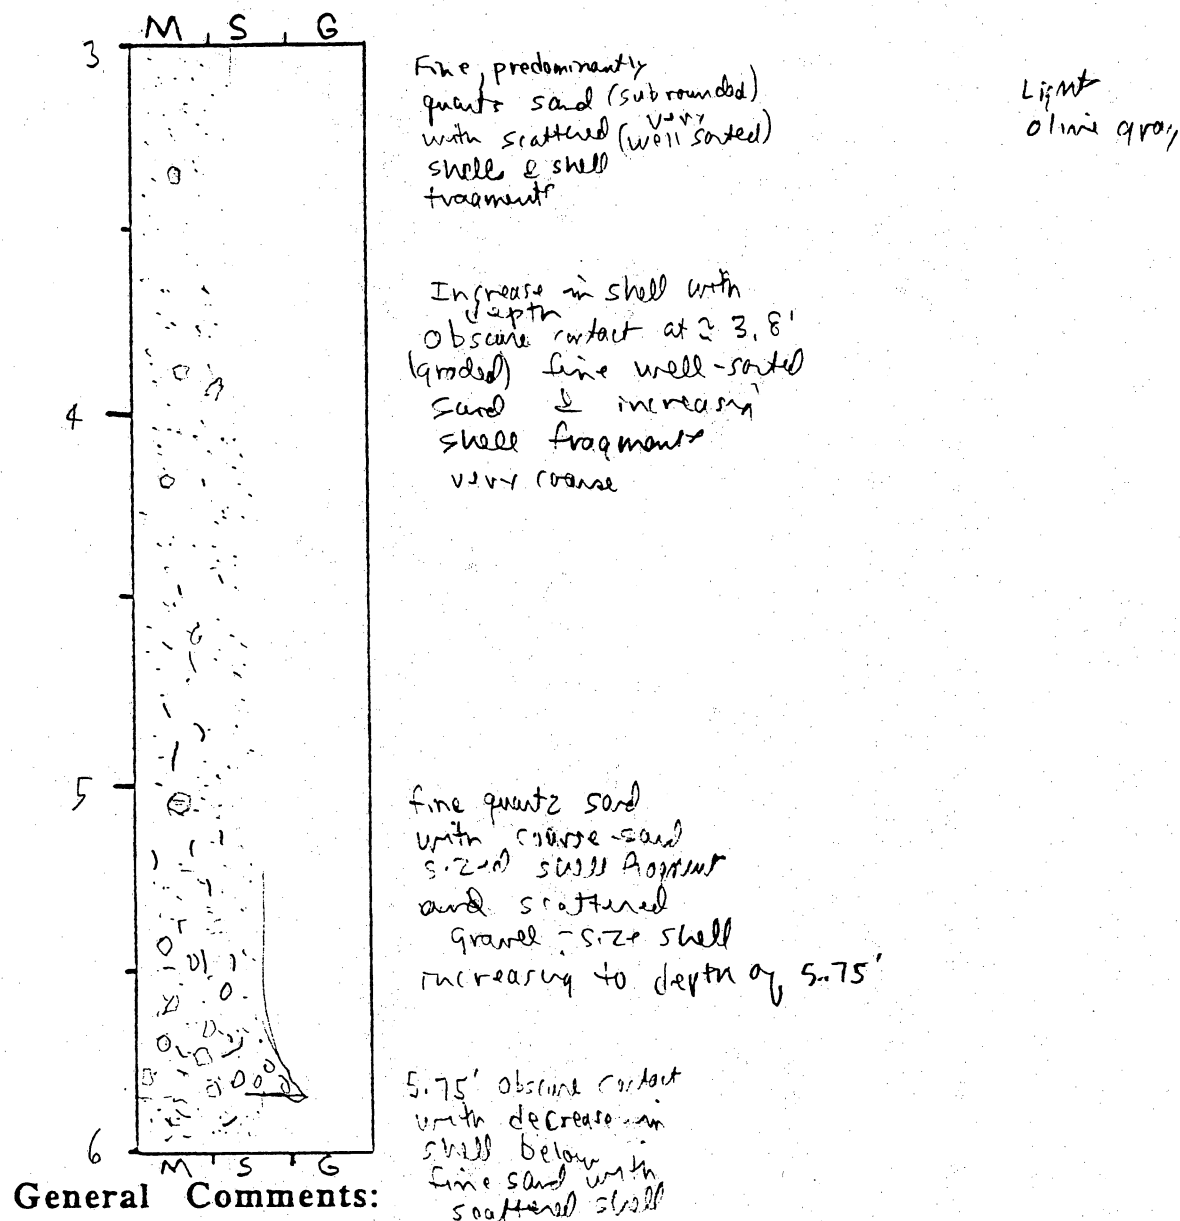 M S G
3
Fine, predominantly
quartz sand (subrounded)
with scattered (very well sorted)
shells & shell
fragments
Light
olive gray
Increase in shell with
depth
obscure contact at ≈ 3.8'
(graded) fine well-sorted
sand & increasing
shell fragments
very coarse
4
5
fine quartz sand
with coarse-sand
sized shell fragment
and scattered
gravel-size shell
increasing to depth of 5.75'
5.75' obscure contact
with decrease in
shell below
fine sand with
scattered shell
6
M S G
General Comments: